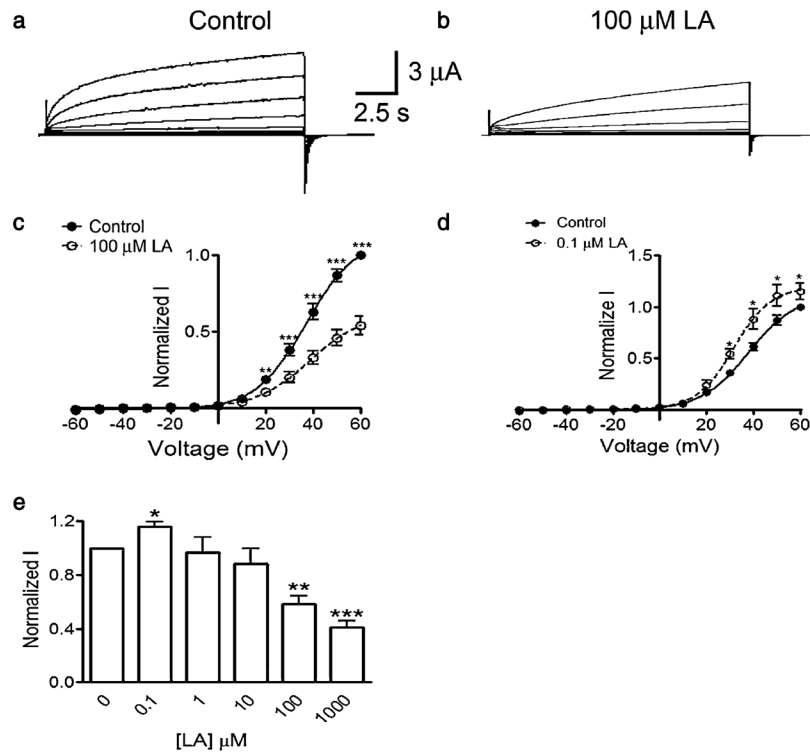 a
Control
3 µA
2.5 s
b
100 µM LA
c
Control
100 µM LA
Normalized I
1.0
0.5
**
***
***
***
***
-60
-40
-20
20
40
60
Voltage (mV)
d
Control
0.1 µM LA
Normalize I
1.5
1.0
0.5
*
*
*
*
-60
-40
-20
20
40
60
Voltage (mV)
e
Normalized I
1.2
0.8
0.4
0.0
*
**
***
0
0.1
1
10
100
1000
[LA] µM